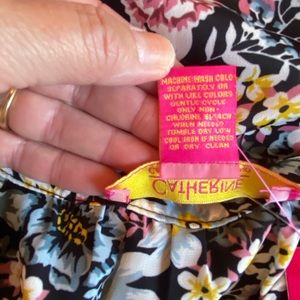 MACHINE WASH COLD
SEPARATELY OR
WITH LIKE COLORS
GENTLE CYCLE
ONLY NON-
CHLORINE BLEACH
WHEN NEEDED
TUMBLE DRY LOW
COOL IRON IF NEEDED
OR DRY CLEAN
CATHERINE